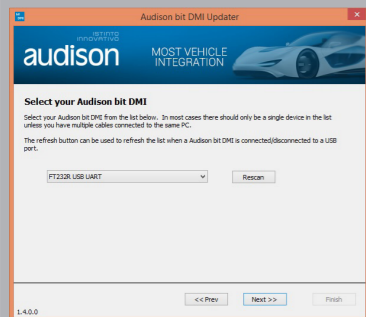 Audison bit DMI Updater
ISTINTO
INNOVATIVO
audison
MOST VEHICLE
INTEGRATION
Select your Audison bit DMI
Select your Audison bit DMI from the list below. In most cases there should only be a single device in the list
unless you have multiple cables connected to the same PC.
The refresh button can be used to refresh the list when a Audison bit DMI is connected/disconnected to a USB
port.
FT232R USB UART
Rescan
<< Prev
Next >>
Finish
1.4.0.0